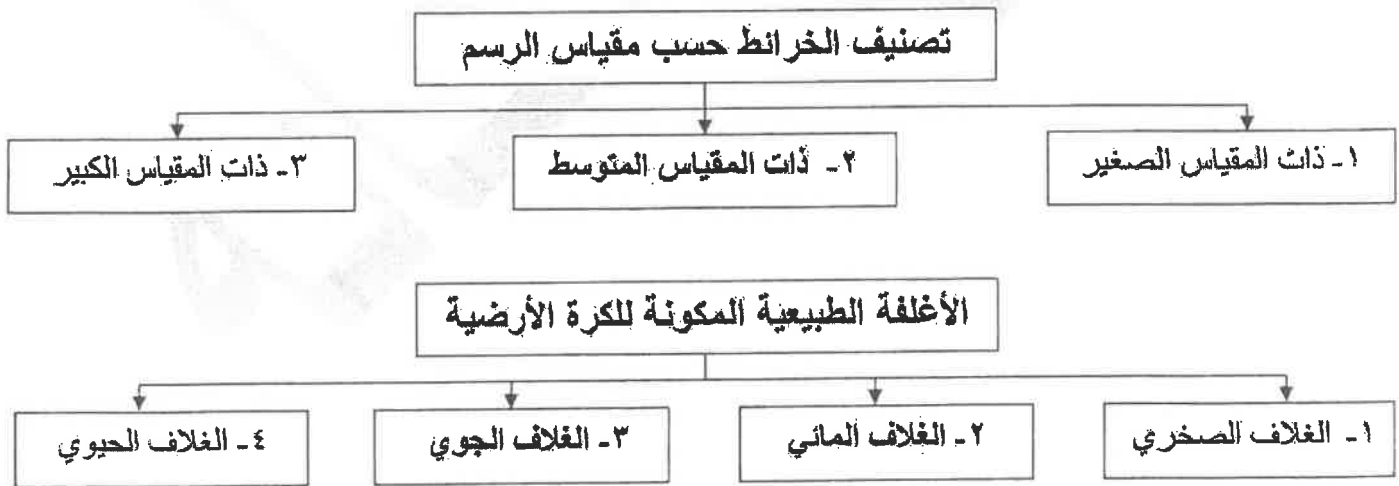 تصنيف الخرائط حسب مقياس الرسم
١- ذات المقياس الصغير
٢- ذات المقياس المتوسط
٣- ذات المقياس الكبير
الأغلفة الطبيعية المكونة للكرة الأرضية
١- الغلاف الصخري
٢- الغلاف المائي
٣- الغلاف الجوي
٤- الغلاف الحيوي